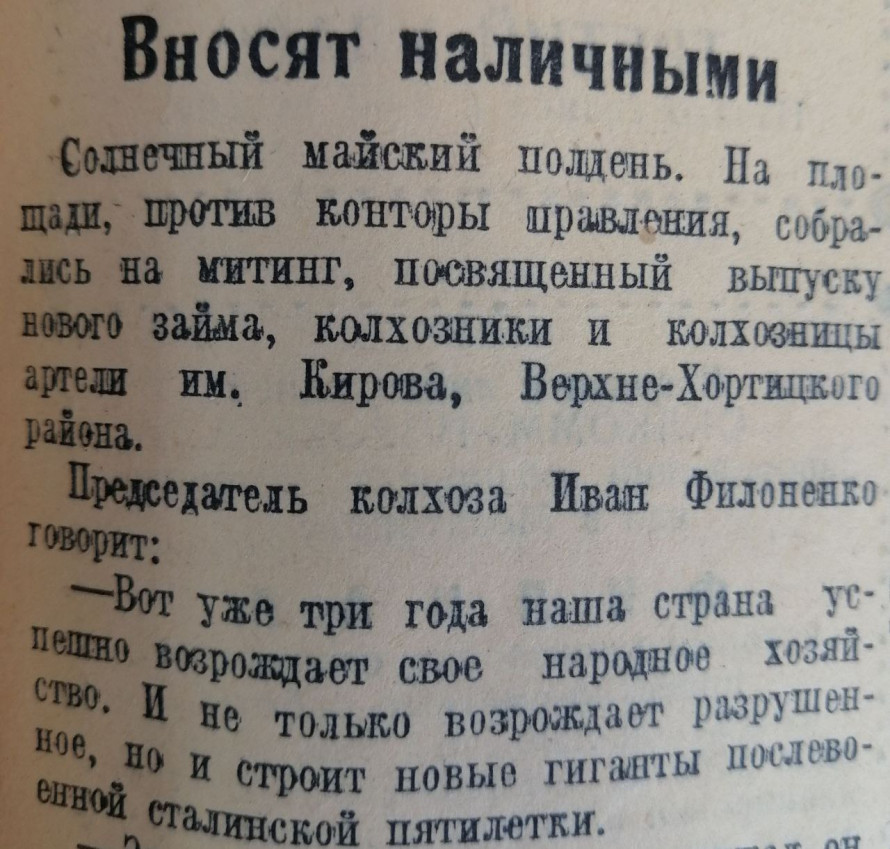 Вносят наличными
Солнечный майский полдень. На пло-
щади, против конторы правления, собра-
лись на митинг, посвященный выпуску
нового займа, колхозники и колхозницы
артели им. Кирова, Верхне-Хортицкого
района.
Председатель колхоза Иван Филоненко
говорит:
—Вот уже три года наша страна ус-
пешно возрождает свое народное хозяй-
ство. И не только возрождает разрушен-
ное, но и строит новые гиганты послево-
енной сталинской пятилетки.
он